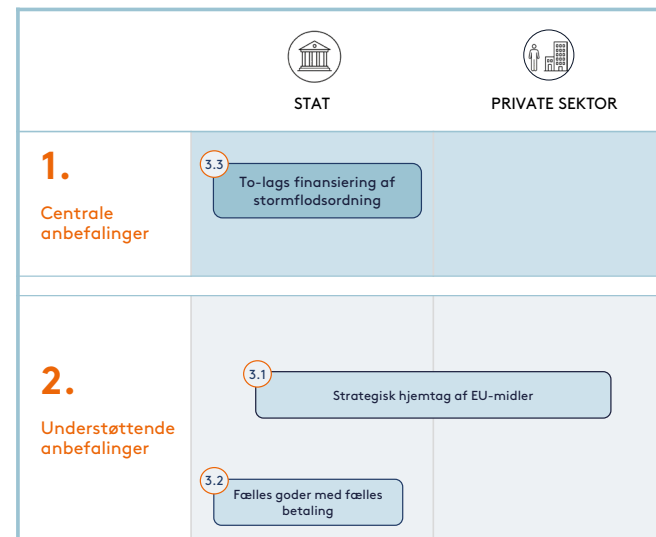 STAT
PRIVATE SEKTOR
1.
Centrale
anbefalinger
3.3
To-lags finansiering af
stormflodsordning
2.
Understøttende
anbefalinger
3.1
Strategisk hjemtag af EU-midler
3.2
Fælles goder med fælles
betaling